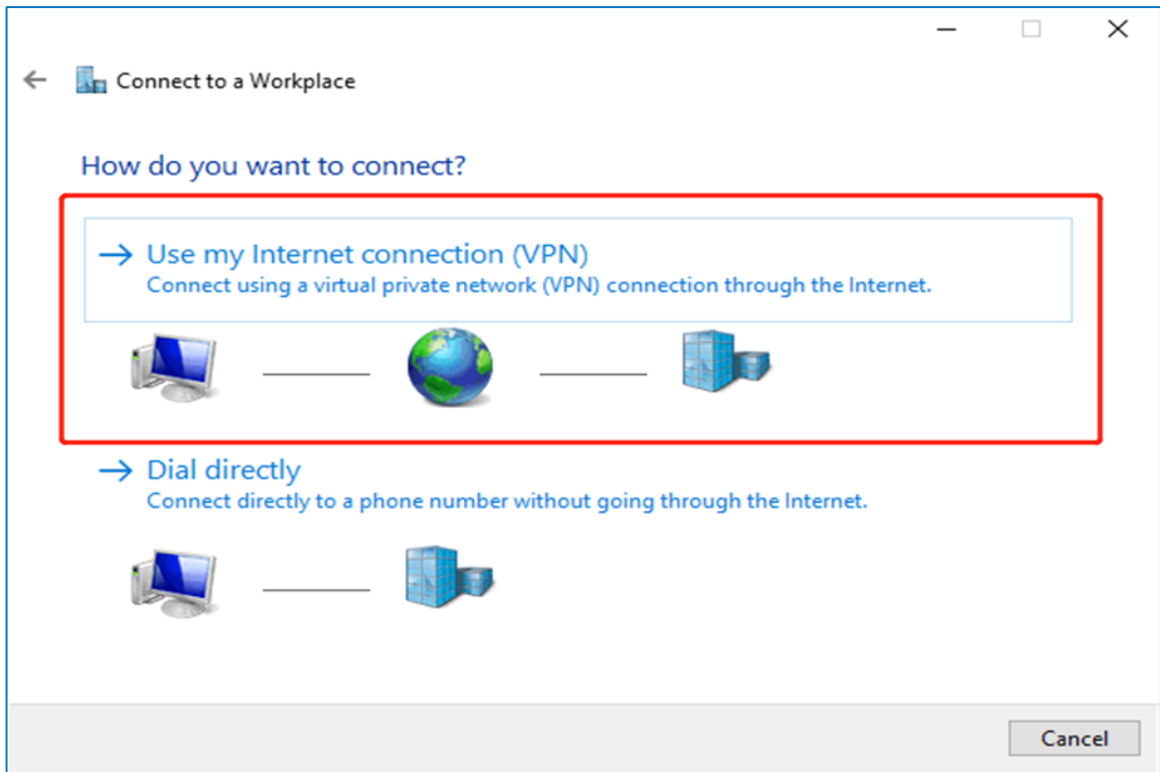 Connect to a Workplace
How do you want to connect?
Use my Internet connection (VPN)
Connect using a virtual private network (VPN) connection through the Internet.
Dial directly
Connect directly to a phone number without going through the Internet.
Cancel